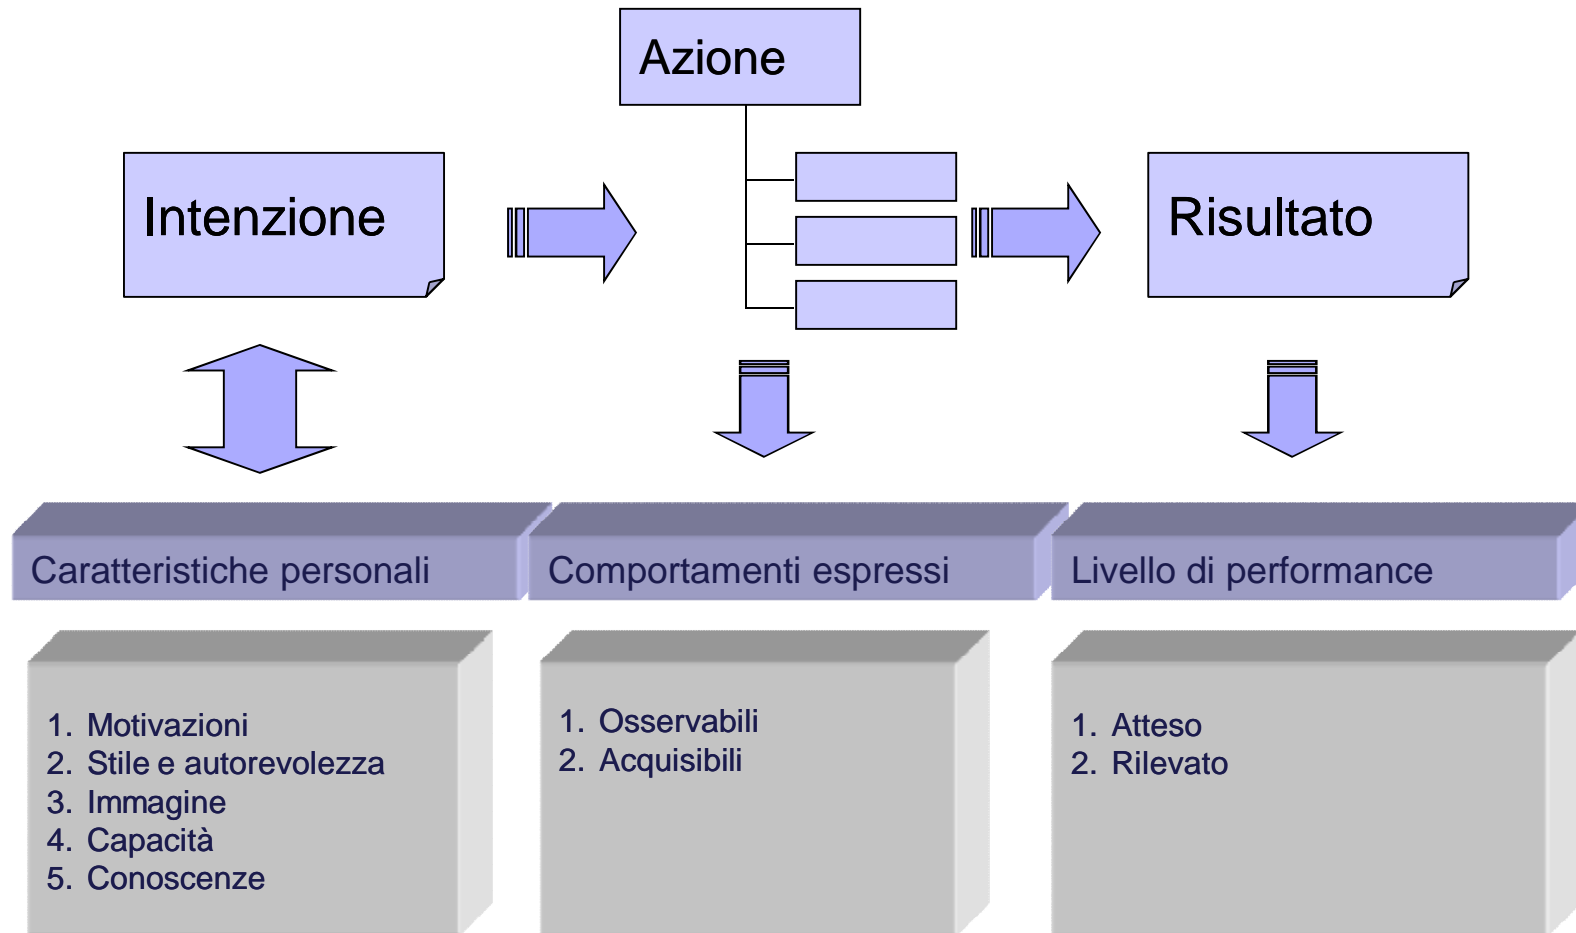 Azione
Intenzione
Risultato
Caratteristiche personali
Comportamenti espressi
Livello di performance
1. Motivazioni
2. Stile e autorevolezza
3. Immagine
4. Capacità
5. Conoscenze
1. Osservabili
2. Acquisibili
1. Atteso
2. Rilevato